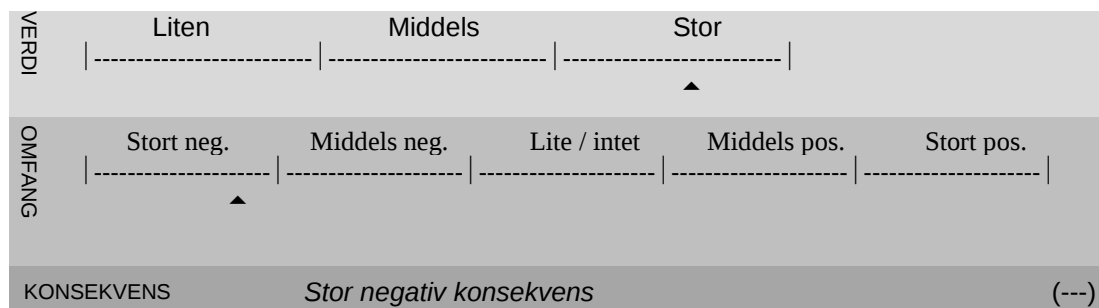 VERDI
Liten Middels Stor
|---------------------------|---------------------------|---------------------------|
OMFANG
Stort neg. Middels neg. Lite / intet Middels pos. Stort pos.
|----------------------|----------------------|----------------------|----------------------|----------------------|
KONSEKVENS Stor negativ konsekvens (---)